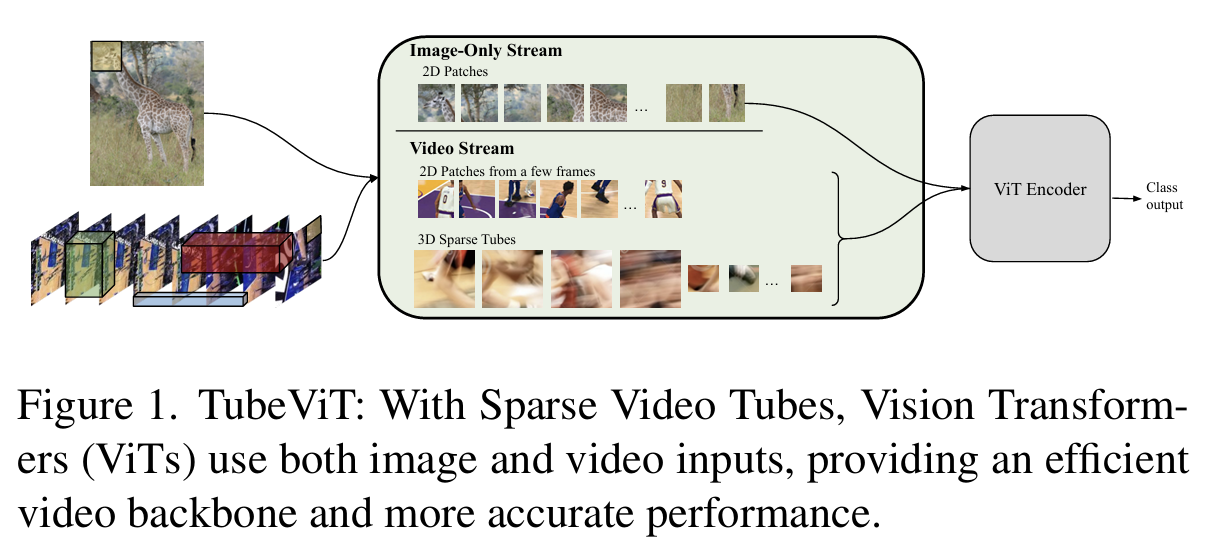 Image-Only Stream
2D Patches
...
Video Stream
2D Patches from a few frames
...
3D Sparse Tubes
...
ViT Encoder
Class
output
Figure 1. TubeViT: With Sparse Video Tubes, Vision Transform-
ers (ViTs) use both image and video inputs, providing an efficient
video backbone and more accurate performance.